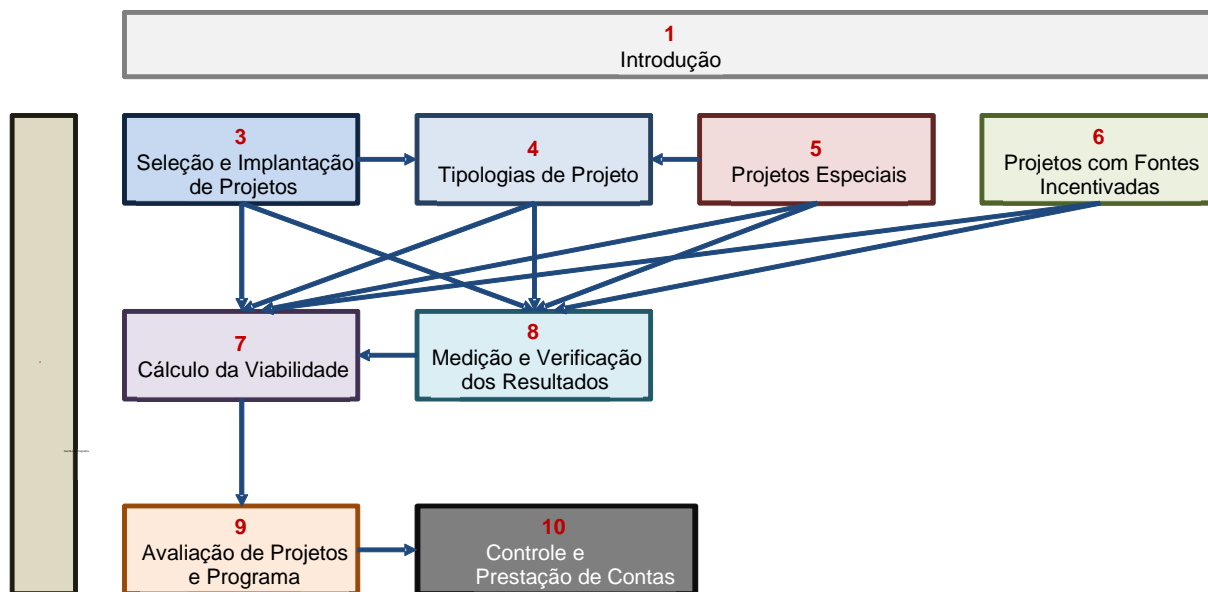 1
Introdução
3
Seleção e Implantação
de Projetos
4
Tipologias de Projeto
5
Projetos Especiais
6
Projetos com Fontes
Incentivadas
7
Cálculo da Viabilidade
8
Medição e Verificação
dos Resultados
9
Avaliação de Projetos
e Programa
10
Controle e
Prestação de Contas